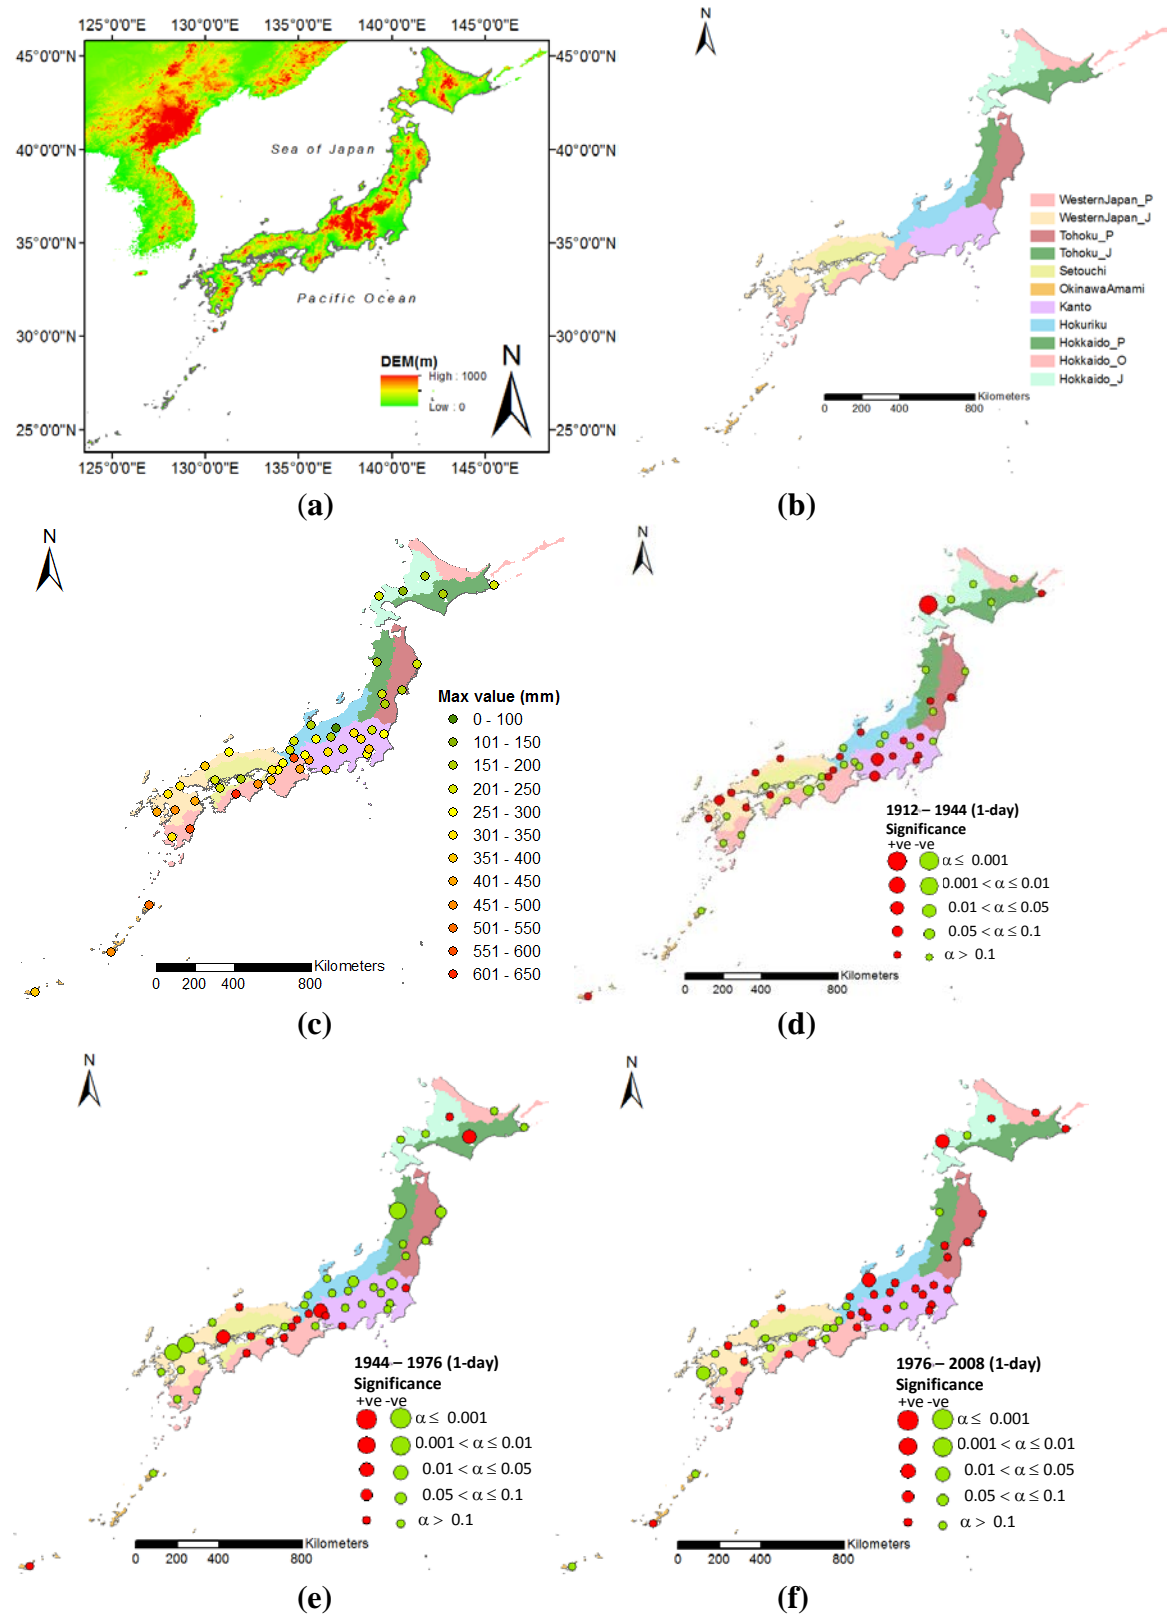 125°0'0"E 130°0'0"E 135°0'0"E 140°0'0"E 145°0'0"E
45°0'0"N 45°0'0"N
40°0'0"N 40°0'0"N
35°0'0"N 35°0'0"N
30°0'0"N 30°0'0"N
25°0'0"N 25°0'0"N
Sea of Japan
Pacific Ocean
N
DEM(m)
High : 1000
Low : 0
125°0'0"E 130°0'0"E 135°0'0"E 140°0'0"E 145°0'0"E
(a)
N
WesternJapan_P
WesternJapan_J
Tohoku_P
Tohoku_J
Setouchi
OkinawaAmami
Kanto
Hokuriku
Hokkaido_P
Hokkaido_O
Hokkaido_J
Kilometers
0 200 400 800
(b)
N
Max value (mm)
0 - 100
101 - 150
151 - 200
201 - 250
251 - 300
301 - 350
351 - 400
401 - 450
451 - 500
501 - 550
551 - 600
601 - 650
Kilometers
0 200 400 800
(c)
N
1912 – 1944 (1-day)
Significance
+ve -ve
α ≤ 0.001
0.001 < α ≤ 0.01
0.01 < α ≤ 0.05
0.05 < α ≤ 0.1
α > 0.1
Kilometers
0 200 400 800
(d)
N
1944 – 1976 (1-day)
Significance
+ve -ve
α ≤ 0.001
0.001 < α ≤ 0.01
0.01 < α ≤ 0.05
0.05 < α ≤ 0.1
α > 0.1
Kilometers
0 200 400 800
(e)
N
1976 – 2008 (1-day)
Significance
+ve -ve
α ≤ 0.001
0.001 < α ≤ 0.01
0.01 < α ≤ 0.05
0.05 < α ≤ 0.1
α > 0.1
Kilometers
0 200 400 800
(f)